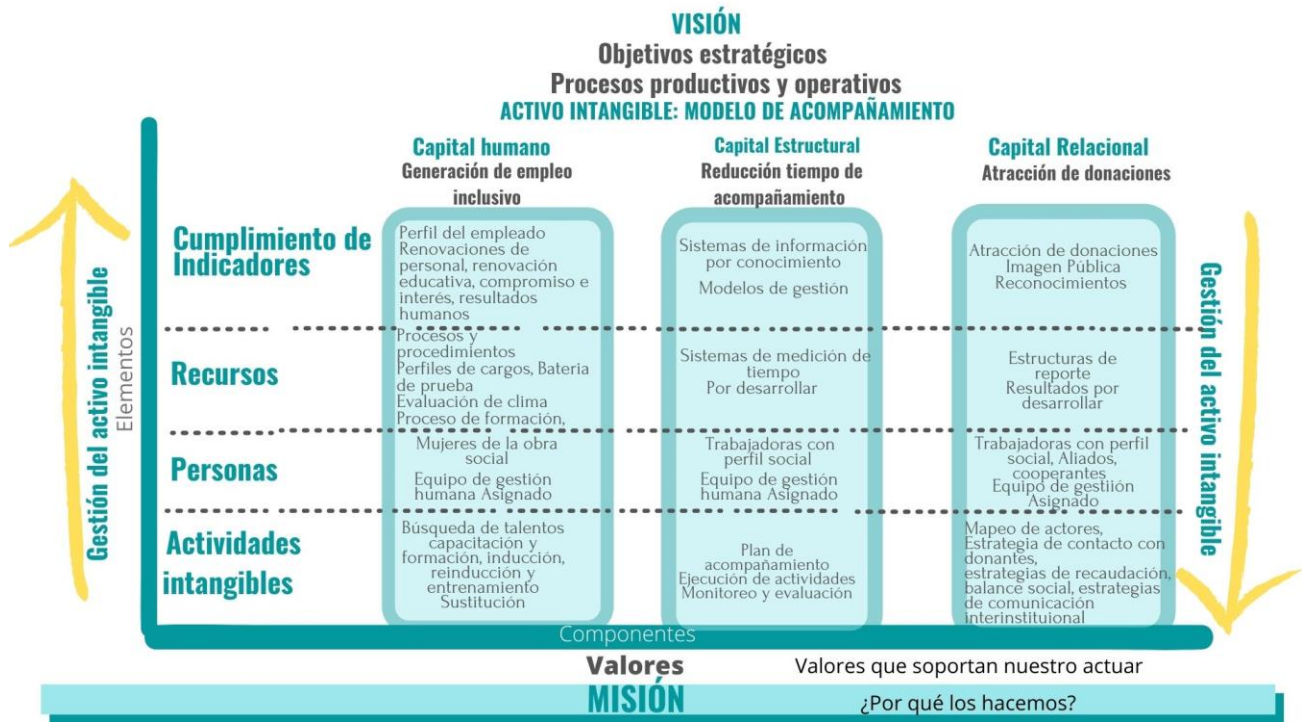 VISIÓN
Objetivos estratégicos
Procesos productivos y operativos
ACTIVO INTANGIBLE: MODELO DE ACOMPAÑAMIENTO
Capital humano
Generación de empleo
inclusivo
Capital Estructural
Reducción tiempo de
acompañamiento
Capital Relacional
Atracción de donaciones
Gestión del activo intangible
Elementos
Cumplimiento de
Indicadores
Perfil del empleado
Renovaciones de
personal, renovación
educativa, compromiso e
interés, resultados
humanos
Sistemas de información
por conocimiento
Modelos de gestión
Atracción de donaciones
Imagen Pública
Reconocimientos
Recursos
Procesos y
procedimientos
Perfiles de cargos, Bateria
de prueba
Evaluación de clima
Proceso de formación,
Sistemas de medición de
tiempo
Por desarrollar
Estructuras de
reporte
Resultados por
desarrollar
Personas
Mujeres de la obra
social
Equipo de gestión
humana Asignado
Trabajadoras con
perfil social
Equipo de gestión
humana Asignado
Trabajadoras con perfil
social, Aliados,
cooperantes
Equipo de gestiión
Asignado
Actividades
intangibles
Búsqueda de talentos
capacitación y
formación, inducción,
reinducción y
entrenamiento
Sustitución
Plan de
acompañamiento
Ejecución de actividades
Monitoreo y evaluación
Mapeo de actores,
Estrategia de contacto con
donantes,
estrategias de recaudación,
balance social, estrategias
de comunicación
interinstituional
Gestión del activo intangible
Componentes
Valores
Valores que soportan nuestro actuar
MISIÓN
¿Por qué los hacemos?